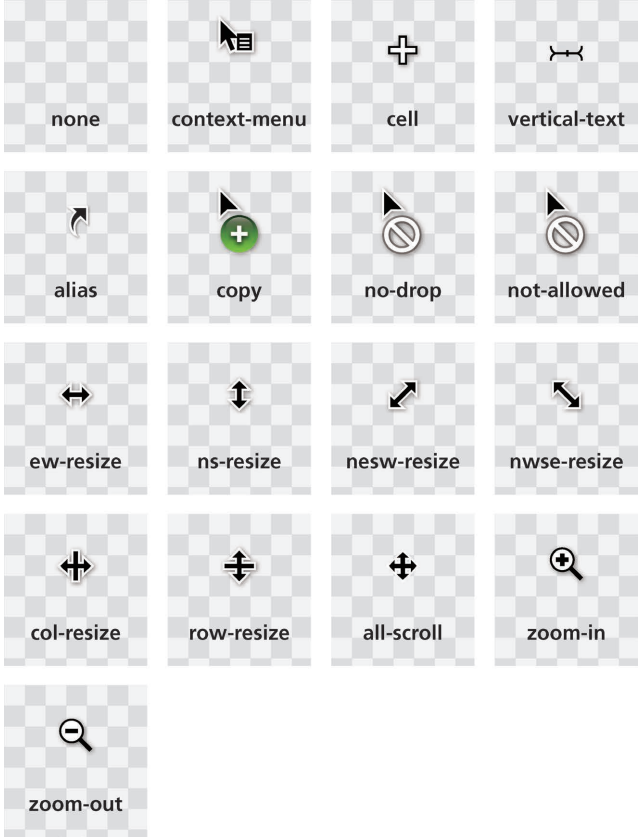 none
context-menu
cell
vertical-text
alias
copy
no-drop
not-allowed
ew-resize
ns-resize
nesw-resize
nwse-resize
col-resize
row-resize
all-scroll
zoom-in
zoom-out